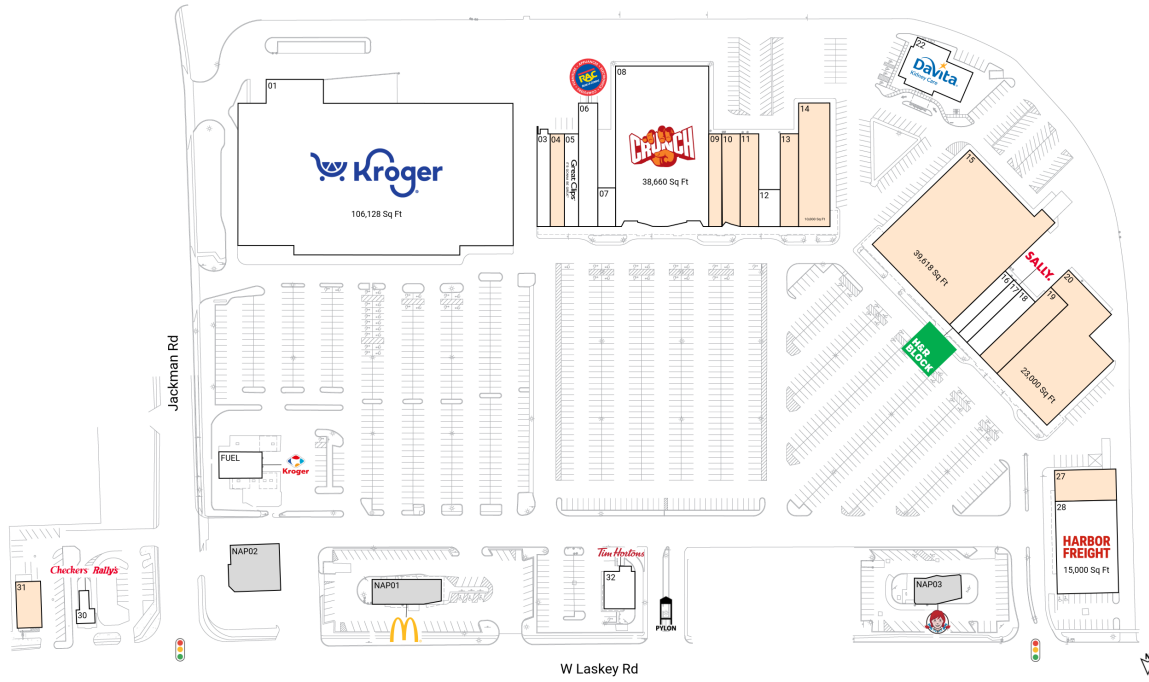 01
Kroger
106,128 Sq Ft
03
04
05
Great Clips
06
RAC
07
08
CRUNCH
38,660 Sq Ft
09
10
11
12
13
14
22
DaVita
Kidney Care
15
39,618 Sq Ft
SALLY
16
17
18
19
20
23,000 Sq Ft
H&R
BLOCK
Jackman Rd
FUEL
Kroger
27
28
HARBOR
FREIGHT
15,000 Sq Ft
31
Checkers Rally's
30
NAP02
NAP01
Tim Hortons
32
PYLON
NAP03
W Laskey Rd
N